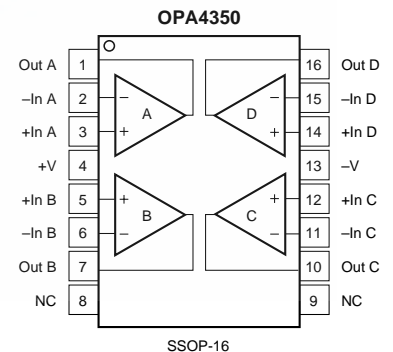 OPA4350
Out A 1 16 Out D
–In A 2 – A D – 15 –In D
+In A 3 + + 14 +In D
+V 4 13 –V
+In B 5 + B C + 12 +In C
–In B 6 – – 11 –In C
Out B 7 10 Out C
NC 8 9 NC
SSOP-16